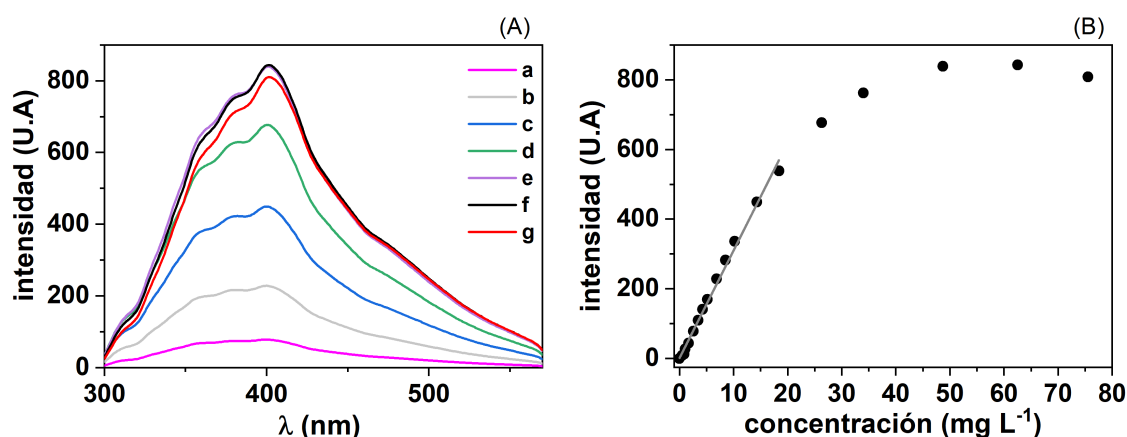 (A)
intensidad (U.A)
800
600
400
200
0
300
400
500
λ (nm)
a
b
c
d
e
f
g
(B)
intensidad (U.A)
800
600
400
200
0
0
10
20
30
40
50
60
70
80
concentración (mg L⁻¹)